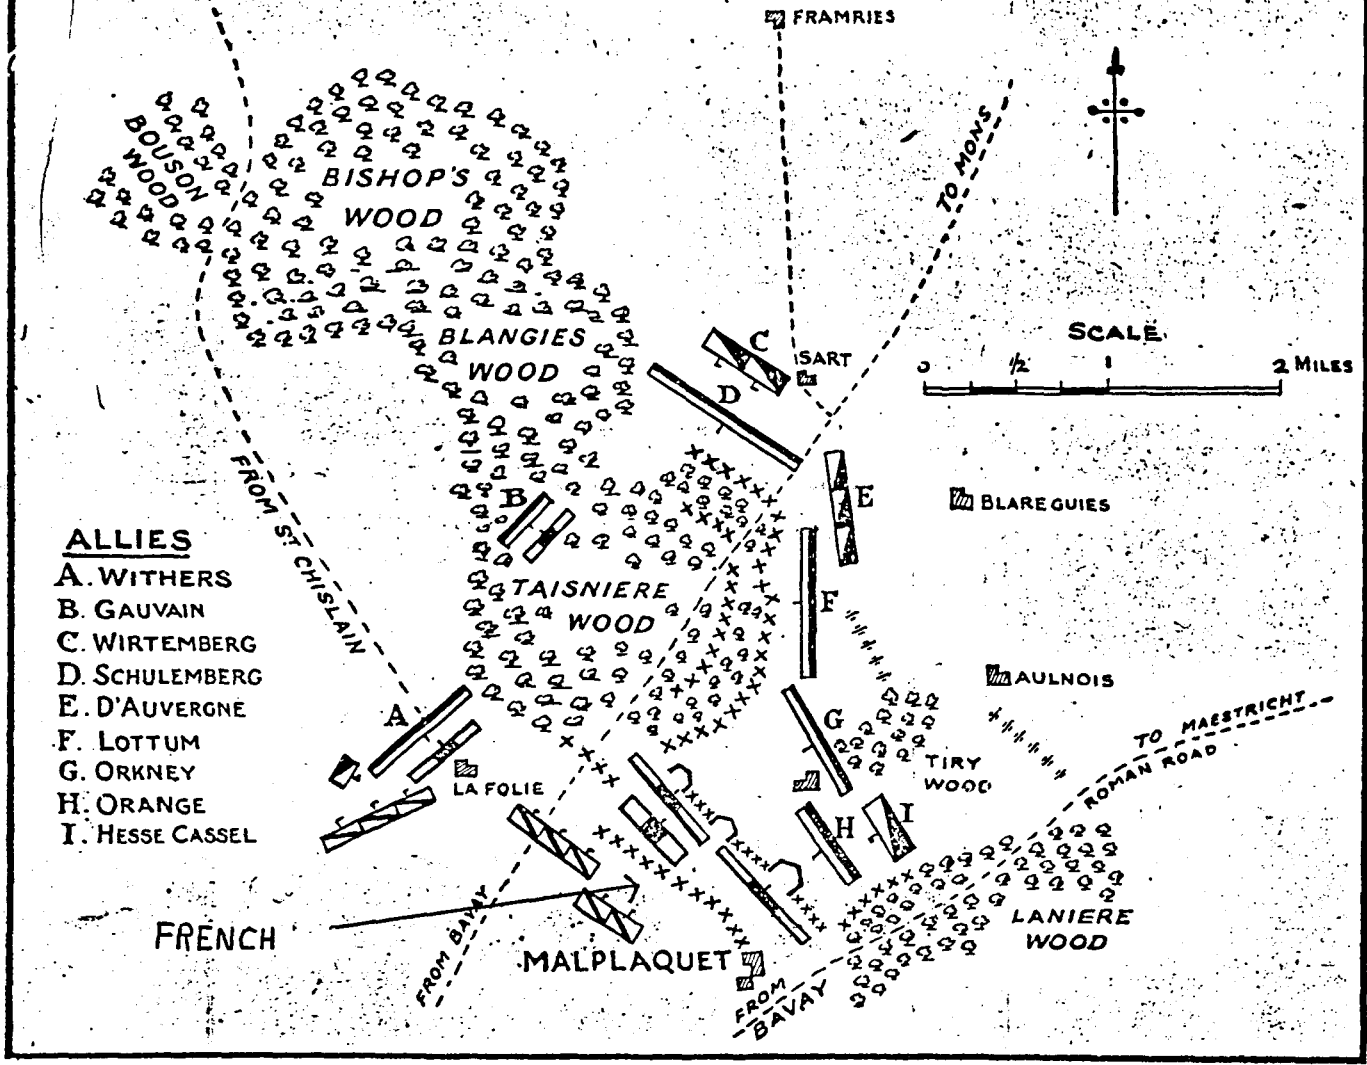 FRAMRIES
TO MONS
BOUSON
WOOD
BISHOP'S
WOOD
BLANGIES
WOOD
C
SART
D
SCALE
0 1/2 1 2 MILES
FROM ST CHISLAIN
B
E
BLAREGUIES
TAISNIERE
WOOD
F
ALLIES
A. WITHERS
B. GAUVAIN
C. WIRTEMBERG
D. SCHULEMBERG
E. D'AUVERGNE
F. LOTTUM
G. ORKNEY
H. ORANGE
I. HESSE CASSEL
AULNOIS
A
G
TO MAESTRICHT
ROMAN ROAD
TIRY
WOOD
LA FOLIE
H
I
FRENCH
FROM BAVAY
MALPLAQUET
LANIERE
WOOD
FROM
BAVAY